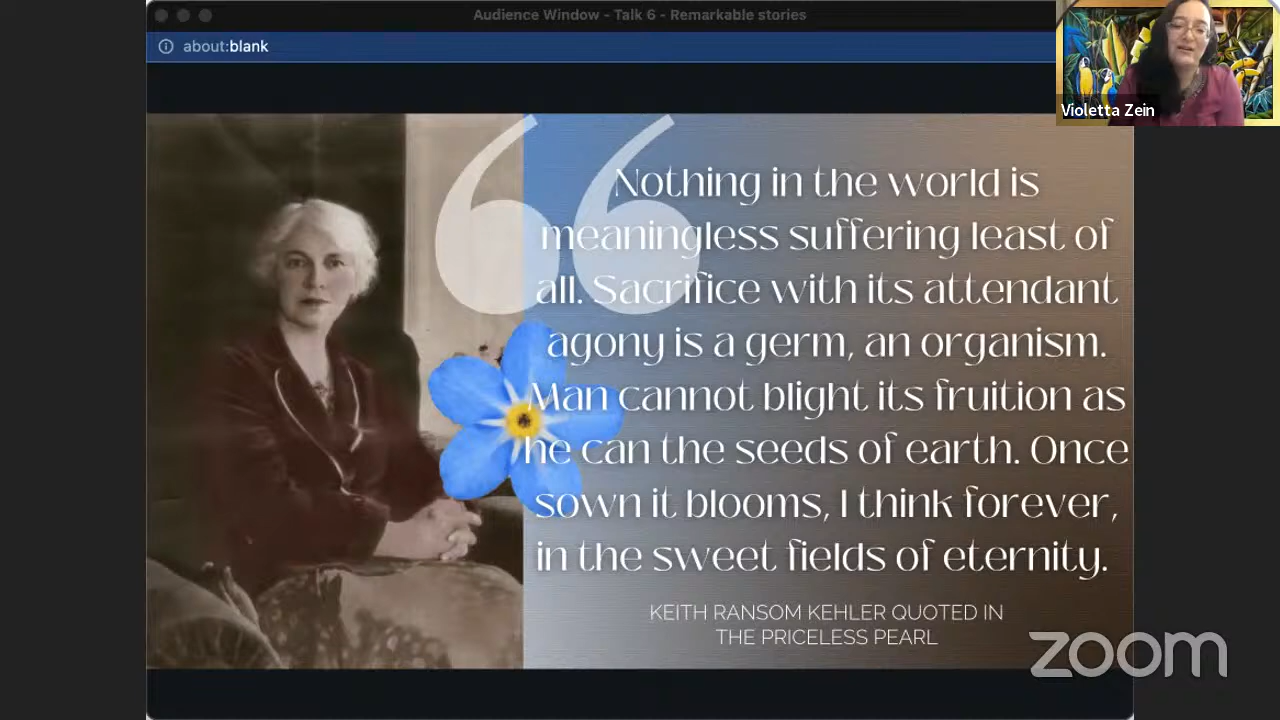 Audience Window - Talk 6 - Remarkable stories
about:blank
Violetta Zein
Nothing in the world is
meaningless suffering least of
all. Sacrifice with its attendant
agony is a germ, an organism.
Man cannot blight its fruition as
he can the seeds of earth. Once
sown it blooms, I think forever,
in the sweet fields of eternity.
KEITH RANSOM KEHLER QUOTED IN
THE PRICELESS PEARL
zoom